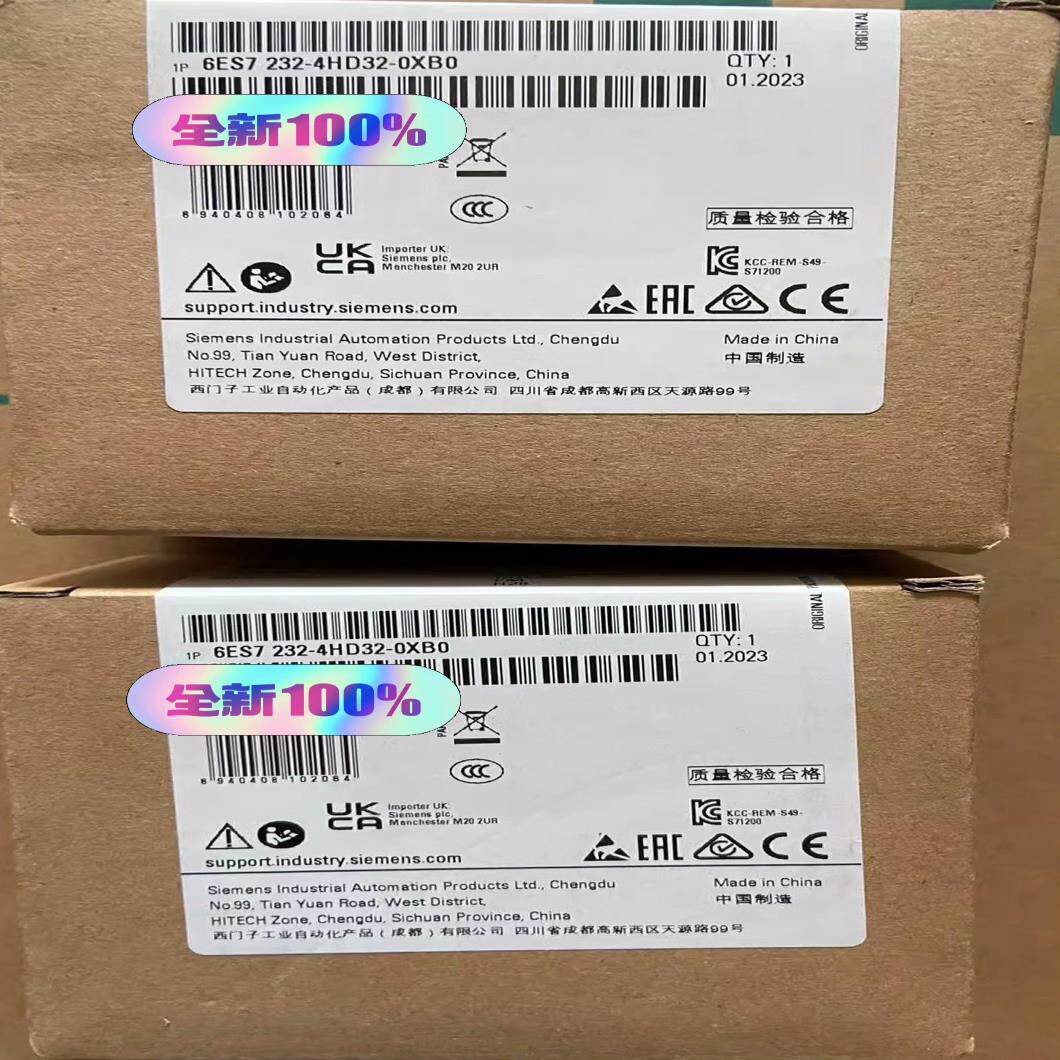 ORIGINAL
1P 6ES7 232-4HD32-0XB0
QTY: 1
01.2023
全新100%
6 940408 102084
CCC
质量检验合格
UK
CA
Importer UK:
Siemens plc,
Manchester M20 2UR
KCC-REM-S49-
S71200
support.industry.siemens.com
EAC
CE
Siemens Industrial Automation Products Ltd., Chengdu
No.99, Tian Yuan Road, West District,
HITECH Zone, Chengdu, Sichuan Province, China
西门子工业自动化产品(成都)有限公司 四川省成都高新西区天源路99号
Made in China
中国制造
ORIGINAL
1P 6ES7 232-4HD32-0XB0
QTY: 1
01.2023
全新100%
6 940408 102084
CCC
质量检验合格
UK
CA
Importer UK:
Siemens plc,
Manchester M20 2UR
KCC-REM-S49-
S71200
support.industry.siemens.com
EAC
CE
Siemens Industrial Automation Products Ltd., Chengdu
No.99, Tian Yuan Road, West District,
HITECH Zone, Chengdu, Sichuan Province, China
西门子工业自动化产品(成都)有限公司 四川省成都高新西区天源路99号
Made in China
中国制造